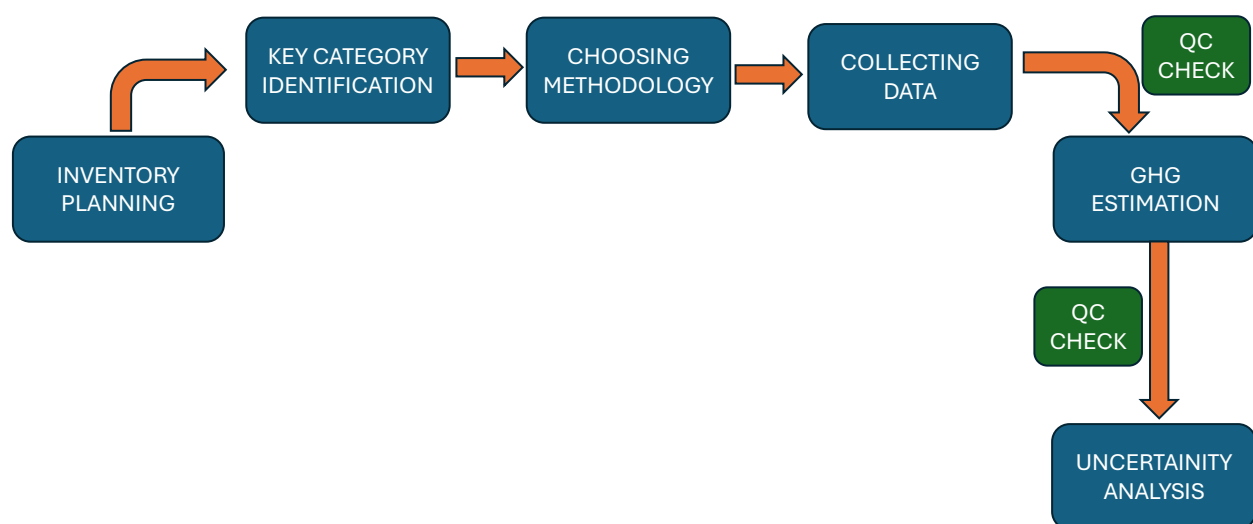 INVENTORY
PLANNING
KEY CATEGORY
IDENTIFICATION
CHOOSING
METHODOLOGY
COLLECTING
DATA
QC
CHECK
GHG
ESTIMATION
QC
CHECK
UNCERTAINITY
ANALYSIS